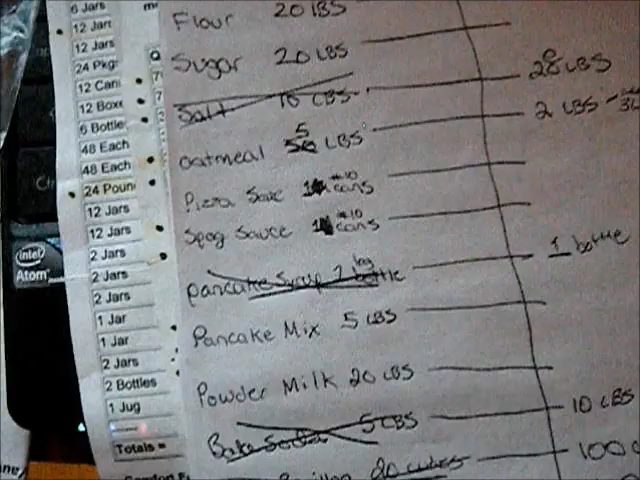 6 Jars
12 Jars
12 Jars
24 Pkg
12 Can
12 Boxe
6 Bottle
48 Each
48 Each
24 Poun
12 Jars
12 Jars
2 Jars
2 Jars
2 Jars
1 Jar
1 Jar
2 Jars
2 Bottles
1 Jug
Totals =
Flour 20 LBS
Sugar 20 LBS
Salt 10 LBS 28 LBS
Oatmeal 5 LBS 2 LBS
Pizza Sauc #10 cans
Spag Sauce #10 cans
Pancake Syrup 1 bottle 1 bottle
Pancake Mix 5 LBS
Powder Milk 20 LBS
Bake Soda 5 LBS 10 LBS
20 cubes 100
intel
Atom